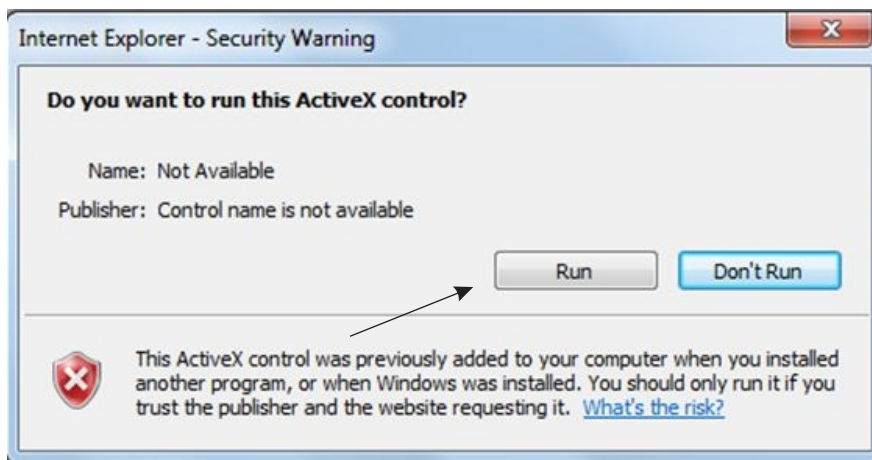 Internet Explorer - Security Warning
Do you want to run this ActiveX control?
Name: Not Available
Publisher: Control name is not available
Run Don't Run
This ActiveX control was previously added to your computer when you installed
another program, or when Windows was installed. You should only run it if you
trust the publisher and the website requesting it. What's the risk?